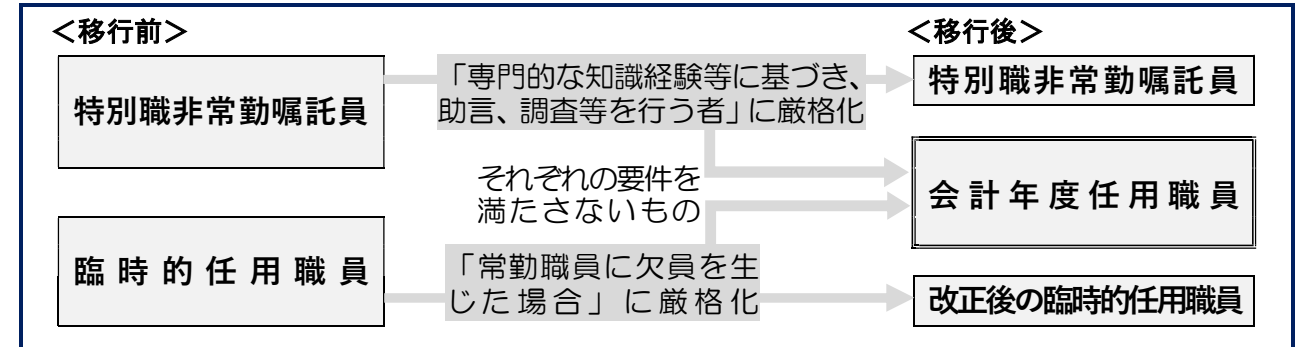 <移行前>
<移行後>
特別職非常勤嘱託員
「専門的な知識経験等に基づき、
助言、調査等を行う者」に厳格化
特別職非常勤嘱託員
それぞれの要件を
満たさないもの
会計年度任用職員
臨時的任用職員
「常勤職員に欠員を生
じた場合」に厳格化
改正後の臨時的任用職員